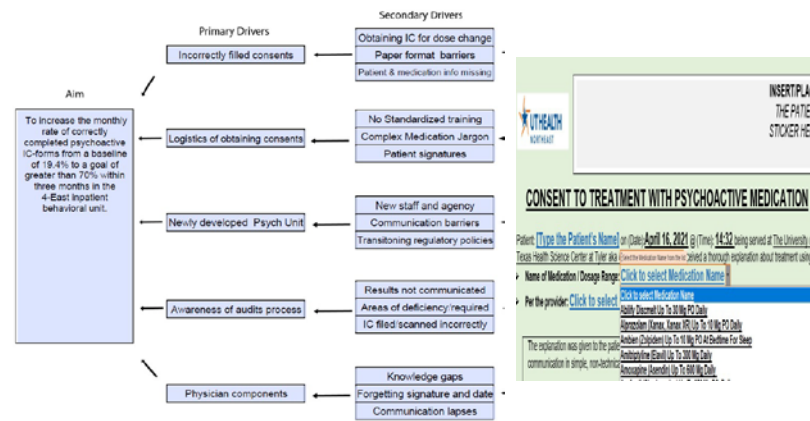 Aim
To increase the monthly
rate of correctly
completed psychoactive
IC-forms from a baseline
of 19.4% to a goal of
greater than 70% within
three months in the
4-East Inpatient
behavioral unit.
Primary Drivers
Incorrectly filled consents
Logistics of obtaining consents
Newly developed Psych Unit
Awareness of audits process
Physician components
Secondary Drivers
Obtaining IC for dose change
Paper format barriers
Patient & medication info missing
No Standardized training
Complex Medication Jargon
Patient signatures
New staff and agency
Communication barriers
Transitoning regulatory policies
Results not communicated
Areas of deficiency/required
IC filed/scanned incorrectly
Knowledge gaps
Forgetting signature and date
Communication lapses
UTHEALTH
NORTHEAST
INSERT/PLA
THE PATIE
STICKER HE
CONSENT TO TREATMENT WITH PSYCHOACTIVE MEDICATION
Patient: [Type the Patient's Name] on (Date) April 16, 2021 @ (Time): 14:32 being served at The University
Texas Health Science Center at Tyler aka ceived a thorough explanation about treatment using
Name of Medication / Dosage Range: Click to select Medication Name
Click to select Medication Name
Per the provider: Click to select
Abilify Discmelt Up To 30 Mg PO Daily
Alprazolam (Xanax, Xanax XR) Up To 10 Mg PO Daily
Ambien (Zolpidem) Up To 10 Mg PO At Bedtime For Sleep
Amitriptyline (Elavil) Up To 300 Mg Daily
Amoxapine (Asendin) Up To 600 Mg Daily
The explanation was given to the patie
communication in simple, non-technic